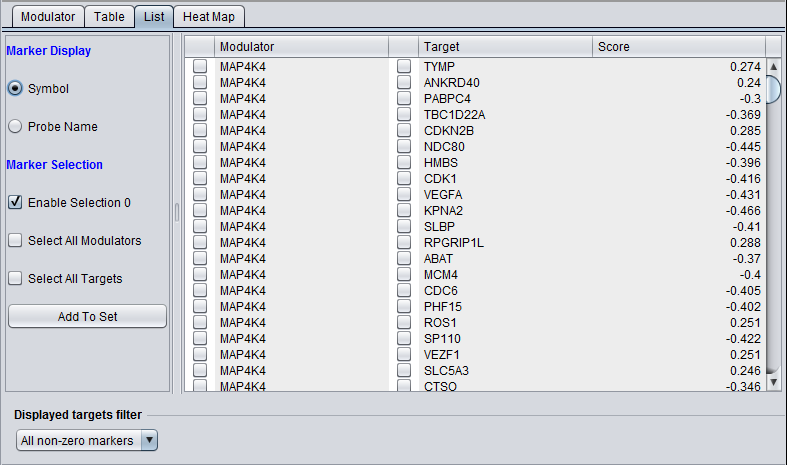 Modulator Table List Heat Map
Marker Display
Symbol
Probe Name
Marker Selection
Enable Selection 0
Select All Modulators
Select All Targets
Add To Set
Modulator Target Score
MAP4K4 TYMP 0.274
MAP4K4 ANKRD40 0.24
MAP4K4 PABPC4 -0.3
MAP4K4 TBC1D22A -0.369
MAP4K4 CDKN2B 0.285
MAP4K4 NDC80 -0.445
MAP4K4 HMBS -0.396
MAP4K4 CDK1 -0.416
MAP4K4 VEGFA -0.431
MAP4K4 KPNA2 -0.466
MAP4K4 SLBP -0.41
MAP4K4 RPGRIP1L 0.288
MAP4K4 ABAT -0.37
MAP4K4 MCM4 -0.4
MAP4K4 CDC6 -0.405
MAP4K4 PHF15 -0.402
MAP4K4 ROS1 0.251
MAP4K4 SP110 -0.422
MAP4K4 VEZF1 0.251
MAP4K4 SLC5A3 0.246
MAP4K4 CTSO -0.346
Displayed targets filter
All non-zero markers